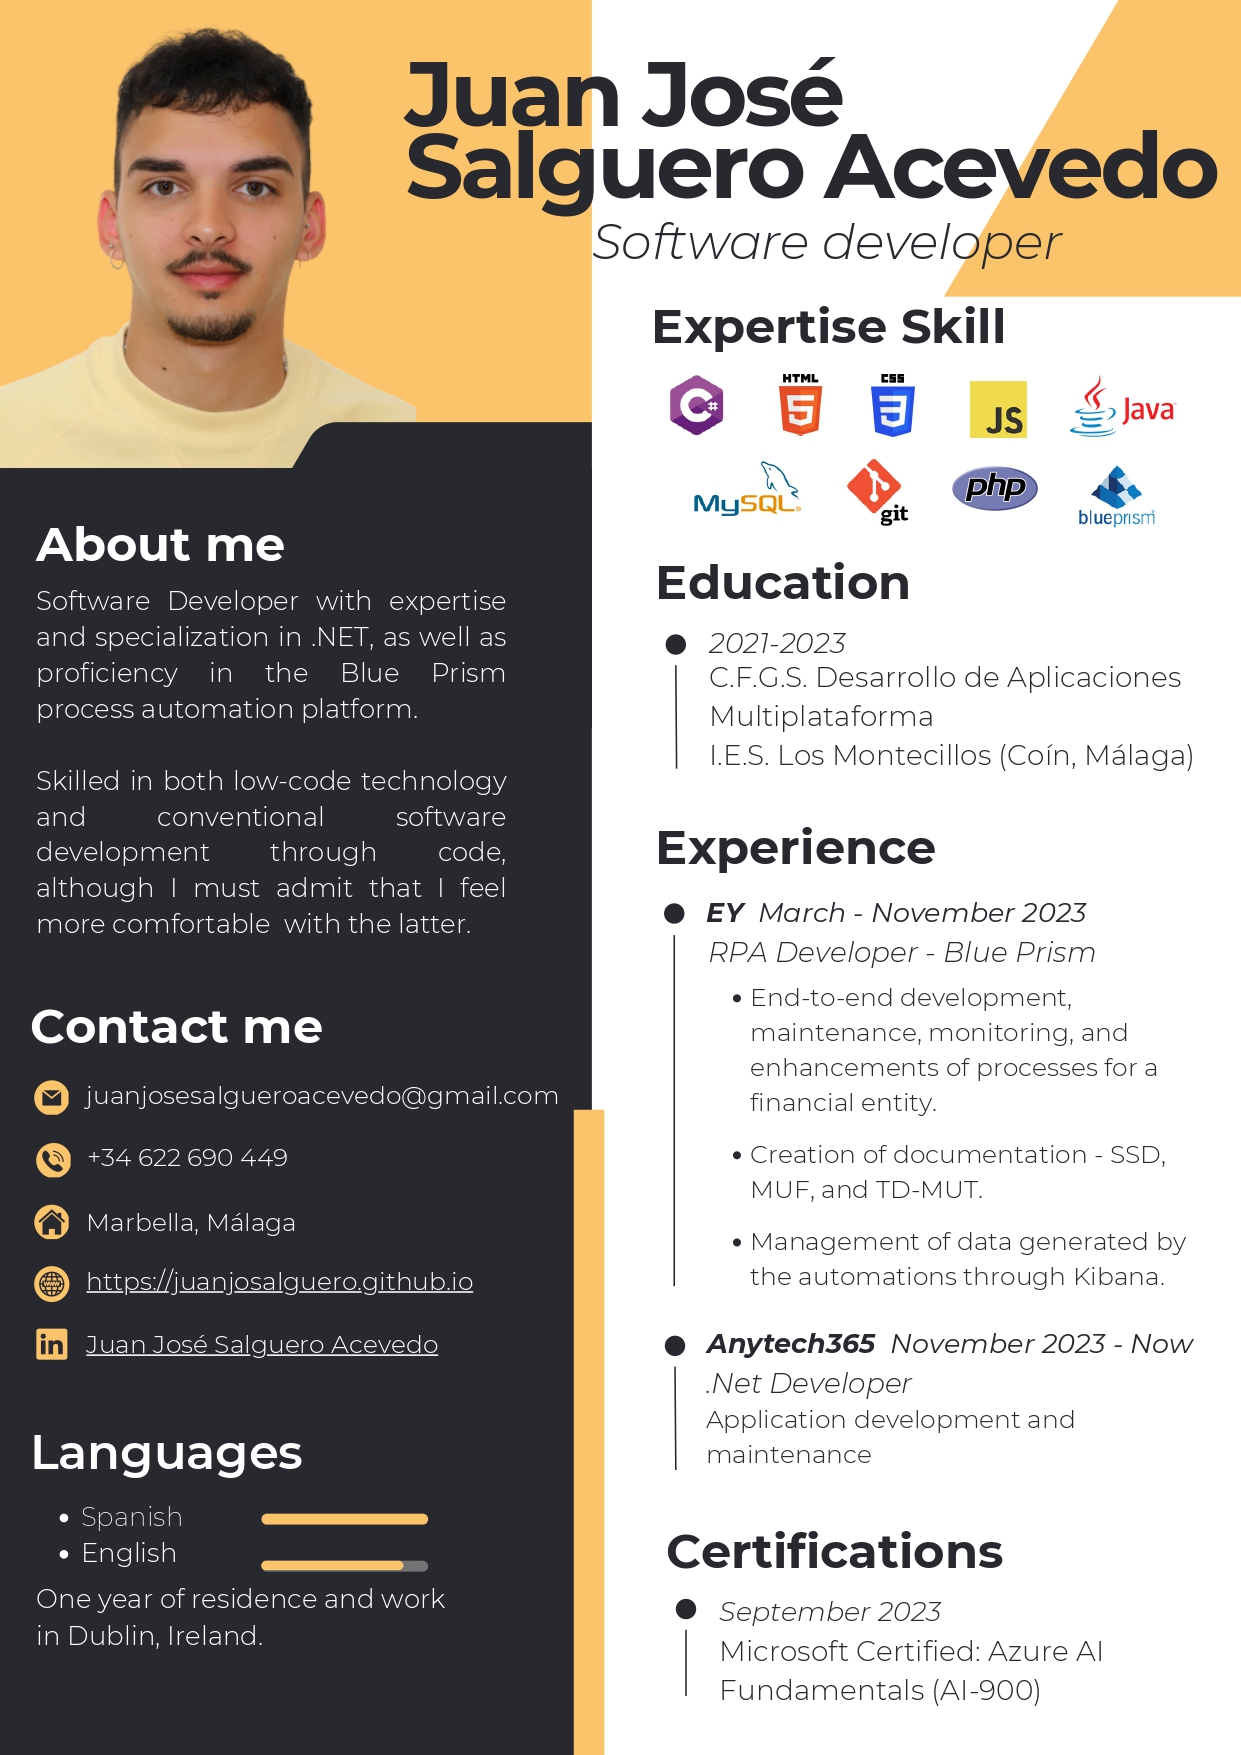 Juan José
Salguero Acevedo
Software developer
About me
Software Developer with expertise
and specialization in .NET, as well as
proficiency in the Blue Prism
process automation platform.
Skilled in both low-code technology
and conventional software
development through code,
although I must admit that I feel
more comfortable with the latter.
Contact me
juanjosesalgueroacevedo@gmail.com
+34 622 690 449
Marbella, Málaga
https://juanjosalguero.github.io
in Juan José Salguero Acevedo
Languages
• Spanish
• English
One year of residence and work
in Dublin, Ireland.
Expertise Skill
C#
HTML
5
CSS
3
JS
Java
MySQL
git
php
blueprism
Education
2021-2023
C.F.G.S. Desarrollo de Aplicaciones
Multiplataforma
I.E.S. Los Montecillos (Coín, Málaga)
Experience
EY March - November 2023
RPA Developer - Blue Prism
• End-to-end development,
maintenance, monitoring, and
enhancements of processes for a
financial entity.
• Creation of documentation - SSD,
MUF, and TD-MUT.
• Management of data generated by
the automations through Kibana.
Anytech365 November 2023 - Now
.Net Developer
Application development and
maintenance
Certifications
September 2023
Microsoft Certified: Azure AI
Fundamentals (AI-900)